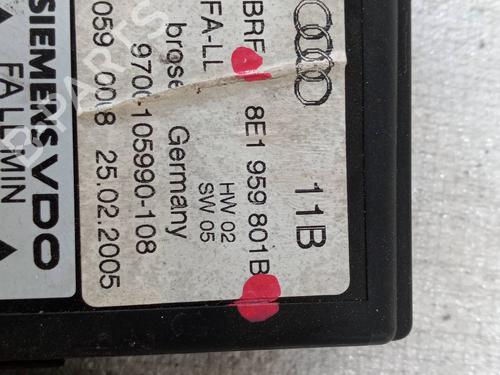 BRF
FA-LL
8E1 959 801B
11B
HW 02
SW 05
brose Germany
9700-105990-108
059 0008 25.02.2005
SIEMENS VDO
FA LL MIN